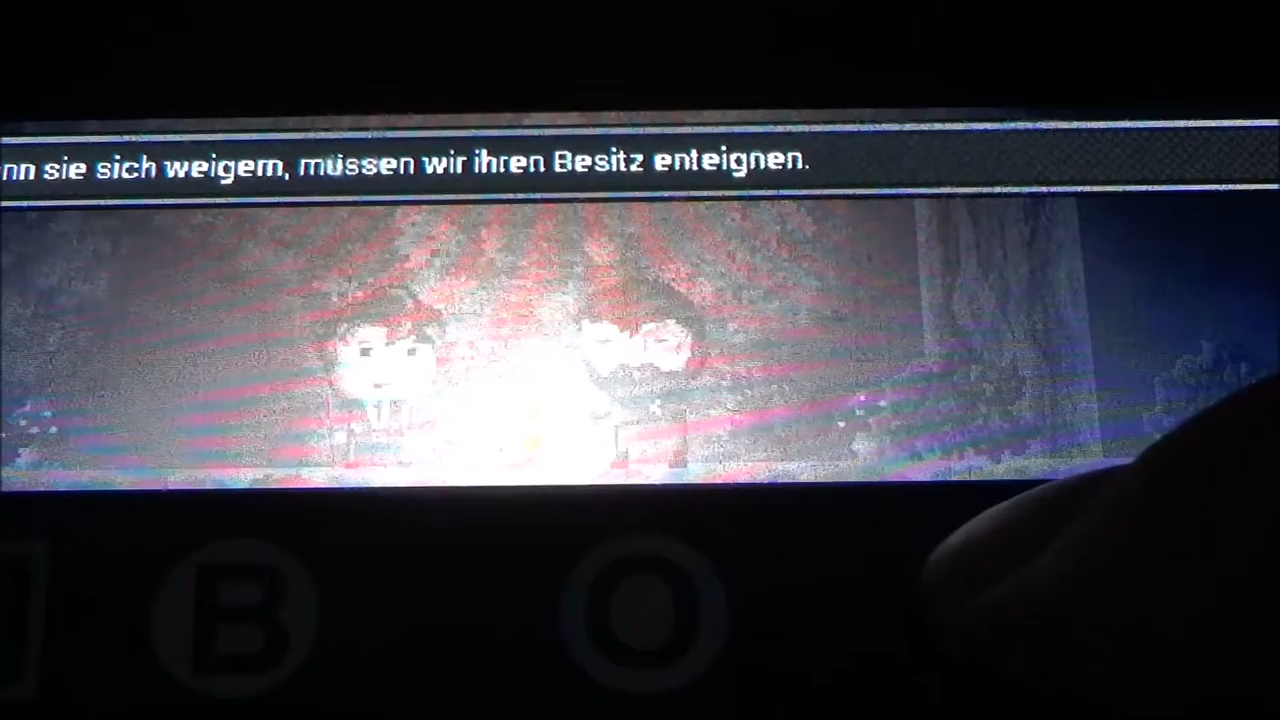 nn sie sich weigern, müssen wir ihren Besitz enteignen.
B O